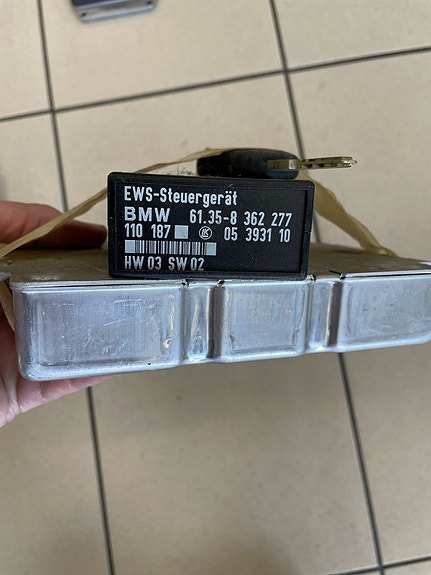 EWS-Steuergerät
BMW 61.35-8 362 277
110 187 05 3931 10
HW 03 SW 02